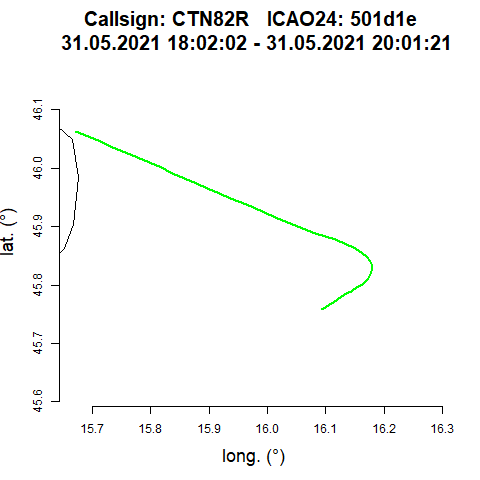 Callsign: CTN82R   ICAO24: 501d1e
31.05.2021 18:02:02 - 31.05.2021 20:01:21
46.1
46.0
45.9
45.8
45.7
45.6
lat. (°)
15.7 15.8 15.9 16.0 16.1 16.2 16.3
long. (°)